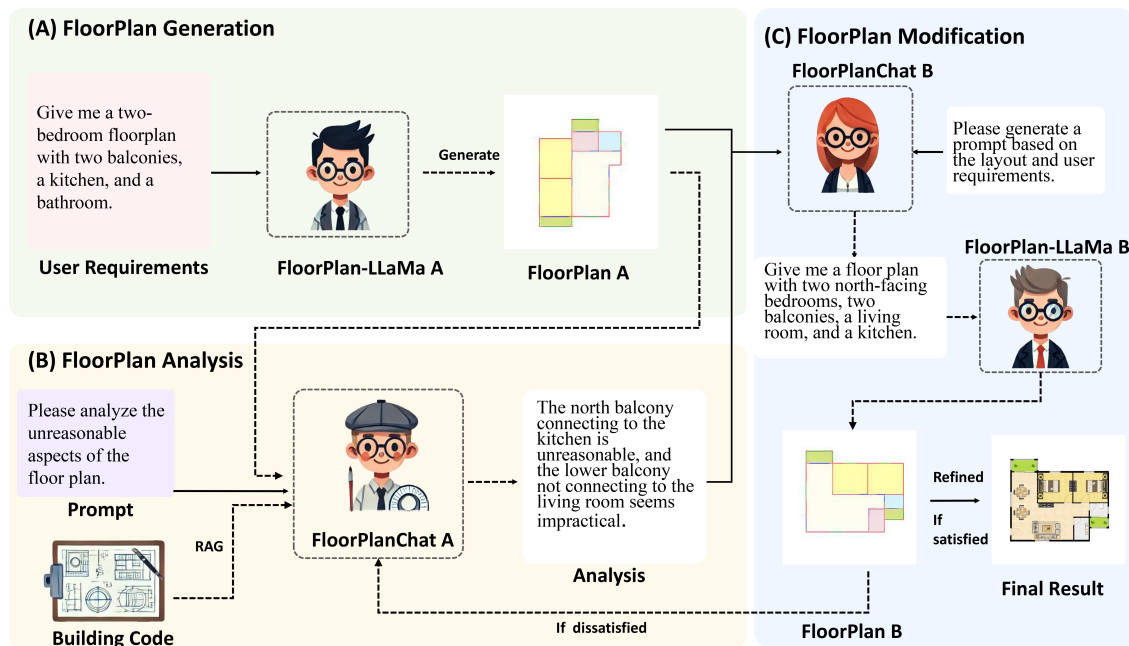 (A) FloorPlan Generation
Give me a two-
bedroom floorplan
with two balconies,
a kitchen, and a
bathroom.
User Requirements
FloorPlan-LLaMa A
Generate
FloorPlan A
(B) FloorPlan Analysis
Please analyze the
unreasonable
aspects of the
floor plan.
Prompt
RAG
Building Code
FloorPlanChat A
The north balcony
connecting to the
kitchen is
unreasonable, and
the lower balcony
not connecting to the
living room seems
impractical.
Analysis
If dissatisfied
(C) FloorPlan Modification
FloorPlanChat B
Please generate a
prompt based on
the layout and user
requirements.
FloorPlan-LLaMa B
Give me a floor plan
with two north-facing
bedrooms, two
balconies, a living
room, and a kitchen.
Refined
If
satisfied
Final Result
FloorPlan B